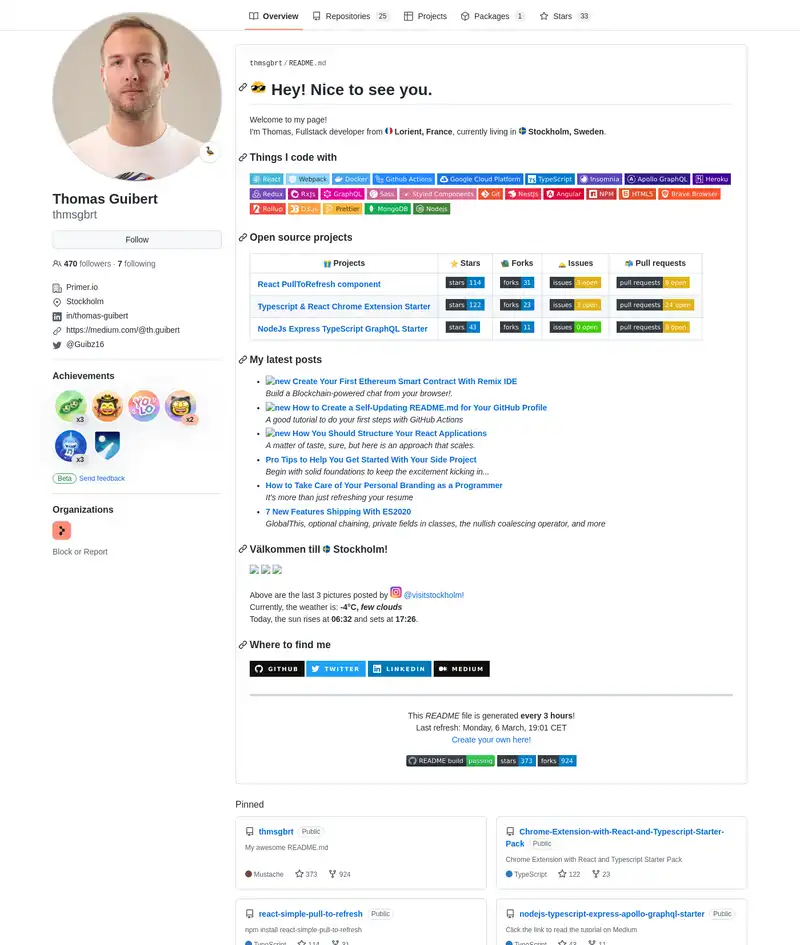 Overview Repositories 25 Projects Packages 1 Stars 33
YOLO
x3
x2
x3
Thomas Guibert
thmsgbrt
Follow
470 followers · 7 following
Primer.io
Stockholm
in/thomas-guibert
https://medium.com/@th.guibert
@Guibz16
Achievements
Beta Send feedback
Organizations
Block or Report
thmsgbrt/README.md
Hey! Nice to see you.
Welcome to my page!
I'm Thomas, Fullstack developer from Lorient, France, currently living in Stockholm, Sweden.
Things I code with
React Webpack Docker Github Actions Google Cloud Platform TypeScript Insomnia Apollo GraphQL Heroku
Redux RxJs GraphQL Sass Styled Components Git NestJs Angular NPM HTML5 Brave Browser
Rollup D3.js Prettier MongoDB Nodejs
Open source projects
Projects Stars Forks Issues Pull requests
React PullToRefresh component stars 114 forks 31 issues 3 open pull requests 6 open
Typescript & React Chrome Extension Starter stars 122 forks 23 issues 3 open pull requests 24 open
NodeJs Express TypeScript GraphQL Starter stars 43 forks 11 issues 0 open pull requests 9 open
My latest posts
new Create Your First Ethereum Smart Contract With Remix IDE
Build a Blockchain-powered chat from your browser!.
new How to Create a Self-Updating README.md for Your GitHub Profile
A good tutorial to do your first steps with GitHub Actions
new How You Should Structure Your React Applications
A matter of taste, sure, but here is an approach that scales.
Pro Tips to Help You Get Started With Your Side Project
Begin with solid foundations to keep the excitement kicking in...
How to Take Care of Your Personal Branding as a Programmer
It's more than just refreshing your resume
7 New Features Shipping With ES2020
GlobalThis, optional chaining, private fields in classes, the nullish coalescing operator, and more
Välkommen till Stockholm!
Above are the last 3 pictures posted by @visitstockholm!
Currently, the weather is: -4°C, few clouds
Today, the sun rises at 06:32 and sets at 17:26.
Where to find me
GITHUB TWITTER LINKEDIN MEDIUM
This README file is generated every 3 hours!
Last refresh: Monday, 6 March, 19:01 CET
Create your own here!
README build passing stars 373 forks 924
Pinned
thmsgbrt Public
My awesome README.md
Mustache 373 924
Chrome-Extension-with-React-and-Typescript-Starter-
Pack Public
Chrome Extension with React and Typescript Starter Pack
TypeScript 122 23
react-simple-pull-to-refresh Public
npm install react-simple-pull-to-refresh
TypeScript 114 31
nodejs-typescript-express-apollo-graphql-starter Public
Click the link to read the tutorial on Medium
TypeScript 43 11